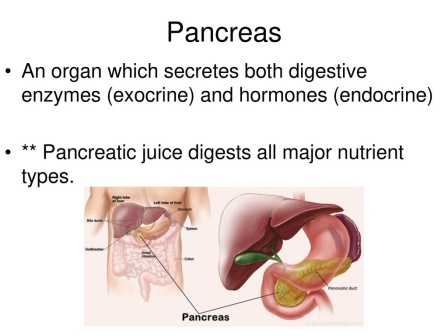 Pancreas
• An organ which secretes both digestive
enzymes (exocrine) and hormones (endocrine)
• ** Pancreatic juice digests all major nutrient
types.
Right lobe
of liver
Left lobe of liver
Stomach
Bile duct
Spleen
Gallbladder
Small
intestine
Colon
Pancreatic duct
Pancreas